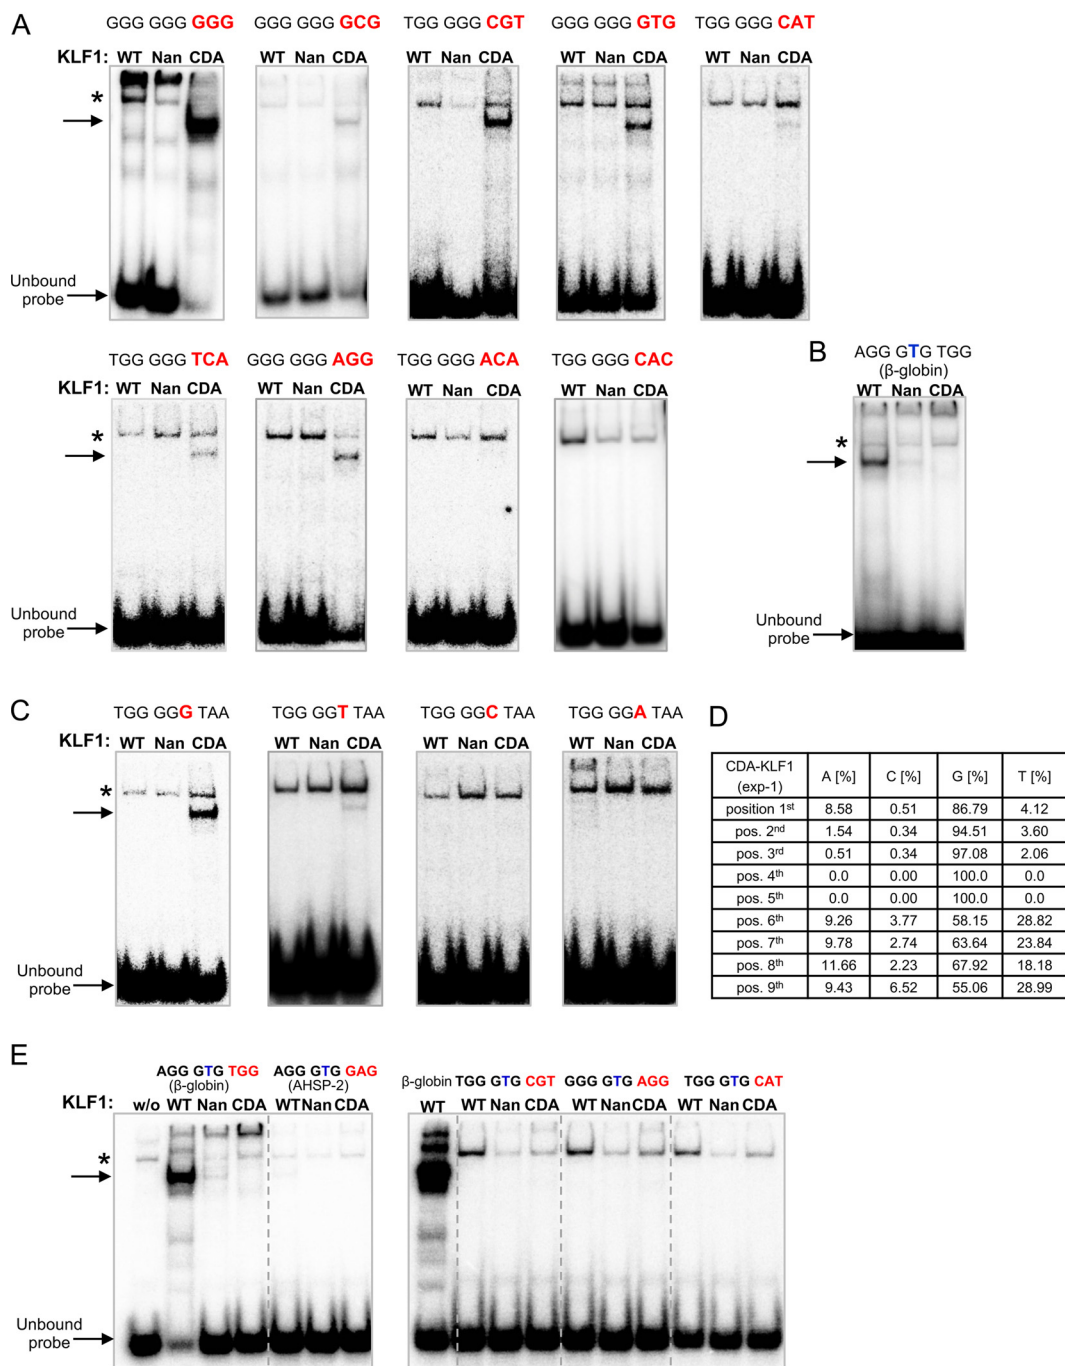 A
GGG GGG GGG
GGG GGG GCG
TGG GGG CGT
GGG GGG GTG
TGG GGG CAT
KLF1: WT Nan CDA
WT Nan CDA
WT Nan CDA
WT Nan CDA
WT Nan CDA
*
Unbound
probe
TGG GGG TCA
GGG GGG AGG
TGG GGG ACA
TGG GGG CAC
KLF1: WT Nan CDA
WT Nan CDA
WT Nan CDA
WT Nan CDA
*
Unbound
probe
B
AGG GTG TGG
(β-globin)
WT Nan CDA
*
Unbound
probe
C
TGG GGG TAA
TGG GGT TAA
TGG GGC TAA
TGG GGA TAA
KLF1: WT Nan CDA
WT Nan CDA
WT Nan CDA
WT Nan CDA
*
Unbound
probe
D
CDA-KLF1
(exp-1) A [%] C [%] G [%] T [%]
position 1st 8.58 0.51 86.79 4.12
pos. 2nd 1.54 0.34 94.51 3.60
pos. 3rd 0.51 0.34 97.08 2.06
pos. 4th 0.0 0.00 100.0 0.0
pos. 5th 0.0 0.00 100.0 0.0
pos. 6th 9.26 3.77 58.15 28.82
pos. 7th 9.78 2.74 63.64 23.84
pos. 8th 11.66 2.23 67.92 18.18
pos. 9th 9.43 6.52 55.06 28.99
E
AGG GTG TGG
(β-globin)
AGG GTG GAG
(AHSP-2)
KLF1: w/o WT Nan CDA WT Nan CDA
*
Unbound
probe
β-globin TGG GTG CGT GGG GTG AGG TGG GTG CAT
WT WT Nan CDA WT Nan CDA WT Nan CDA